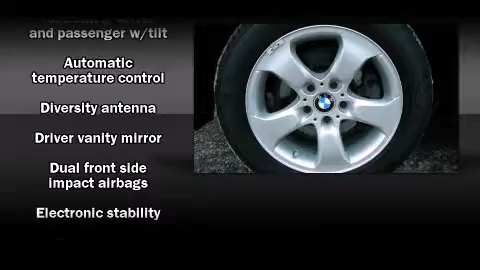 and passenger w/tilt
Automatic
temperature control
Diversity antenna
Driver vanity mirror
Dual front side
impact airbags
Electronic stability